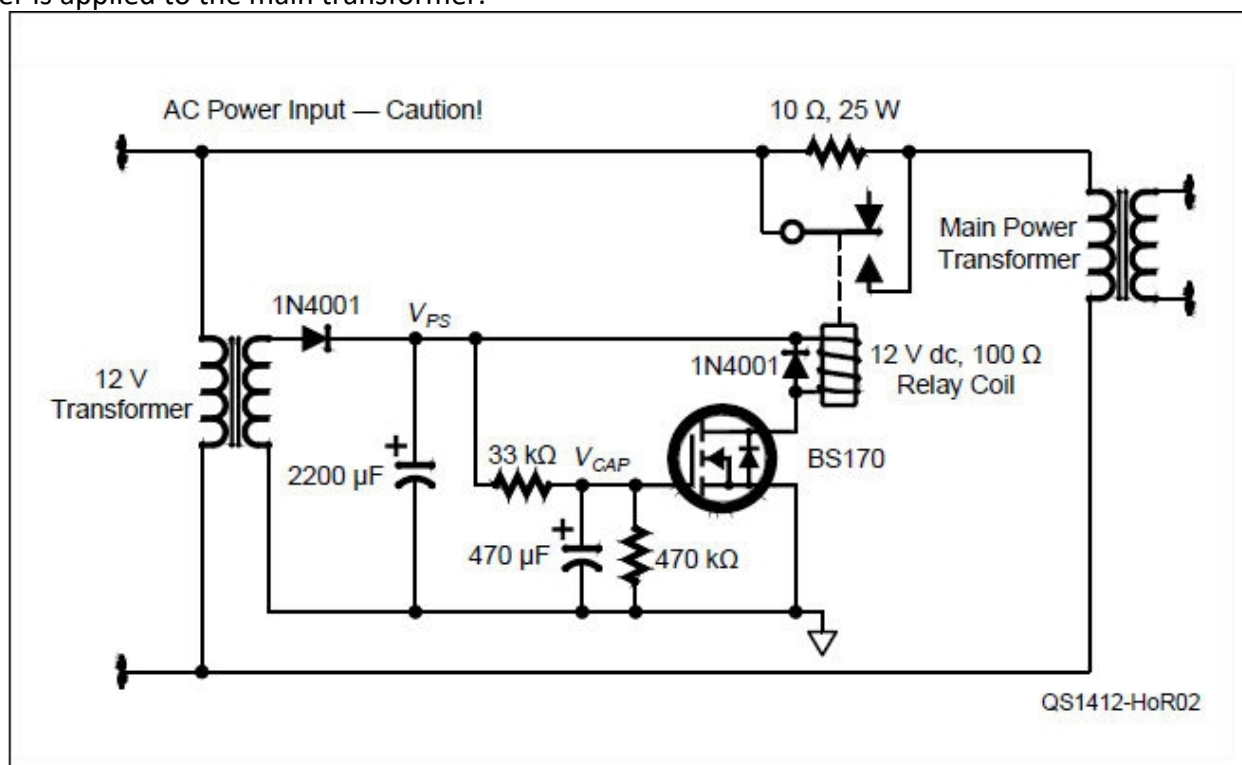 er is applied to the main transformer.
AC Power Input — Caution!
10 Ω, 25 W
Main Power
Transformer
1N4001
V_PS
12 V
Transformer
1N4001
12 V dc, 100 Ω
Relay Coil
BS170
2200 µF
33 kΩ
V_CAP
470 µF
470 kΩ
QS1412-HoR02